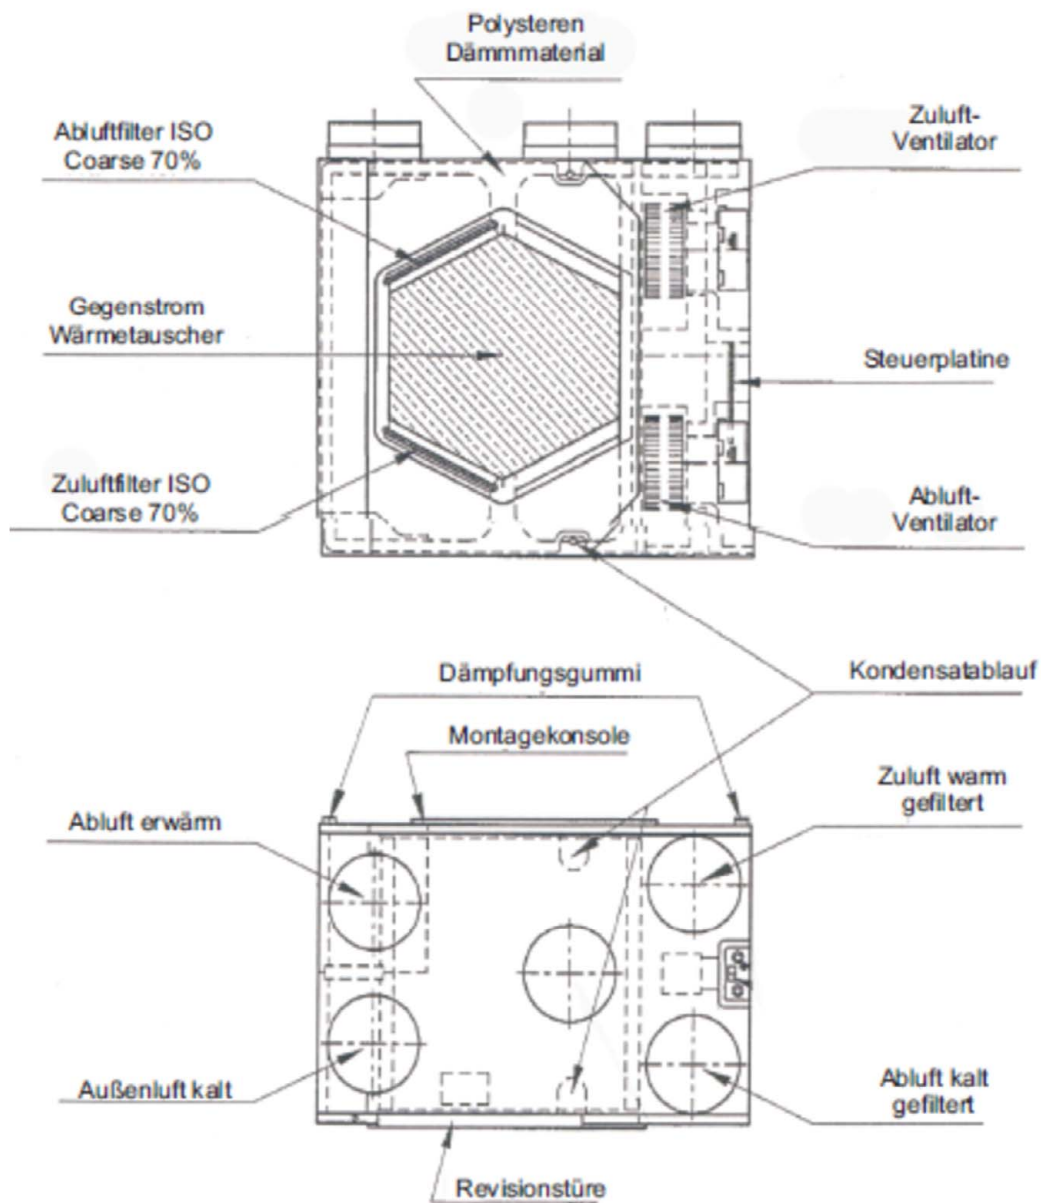 Polysteren
Dämmmaterial
Abluftfilter ISO
Coarse 70%
Zuluft-
Ventilator
Gegenstrom
Wärmetauscher
Steuerplatine
Zuluftfilter ISO
Coarse 70%
Abluft-
Ventilator
Dämpfungsgummi
Kondensatablauf
Montagekonsole
Zuluft warm
gefiltert
Abluft erwärm
Außenluft kalt
Abluft kalt
gefiltert
Revisionstüre